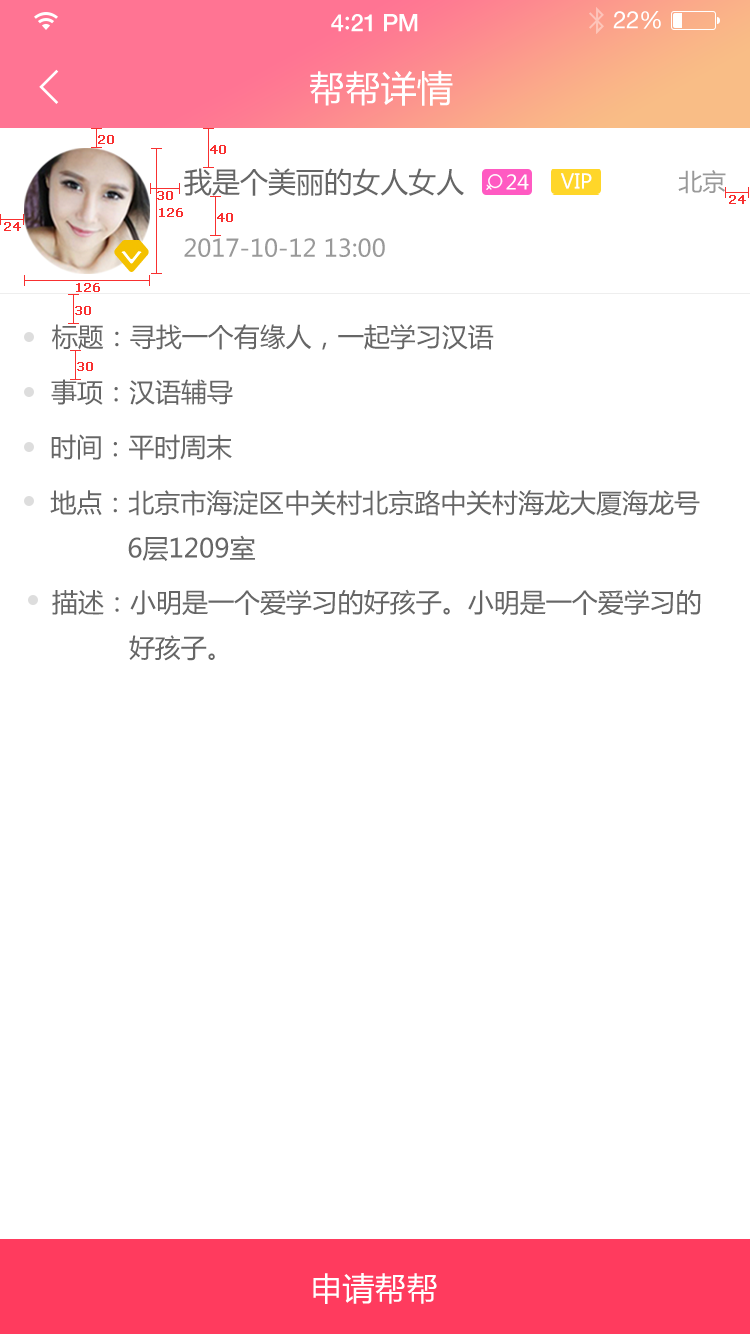 4:21 PM
22%
帮帮详情
20
40
我是个美丽的女人女人
24
VIP
北京
30
24
126
40
24
2017-10-12 13:00
126
30
标题：寻找一个有缘人，一起学习汉语
30
事项：汉语辅导
时间：平时周末
地点：北京市海淀区中关村北京路中关村海龙大厦海龙号
6层1209室
描述：小明是一个爱学习的好孩子。小明是一个爱学习的
好孩子。
申请帮帮